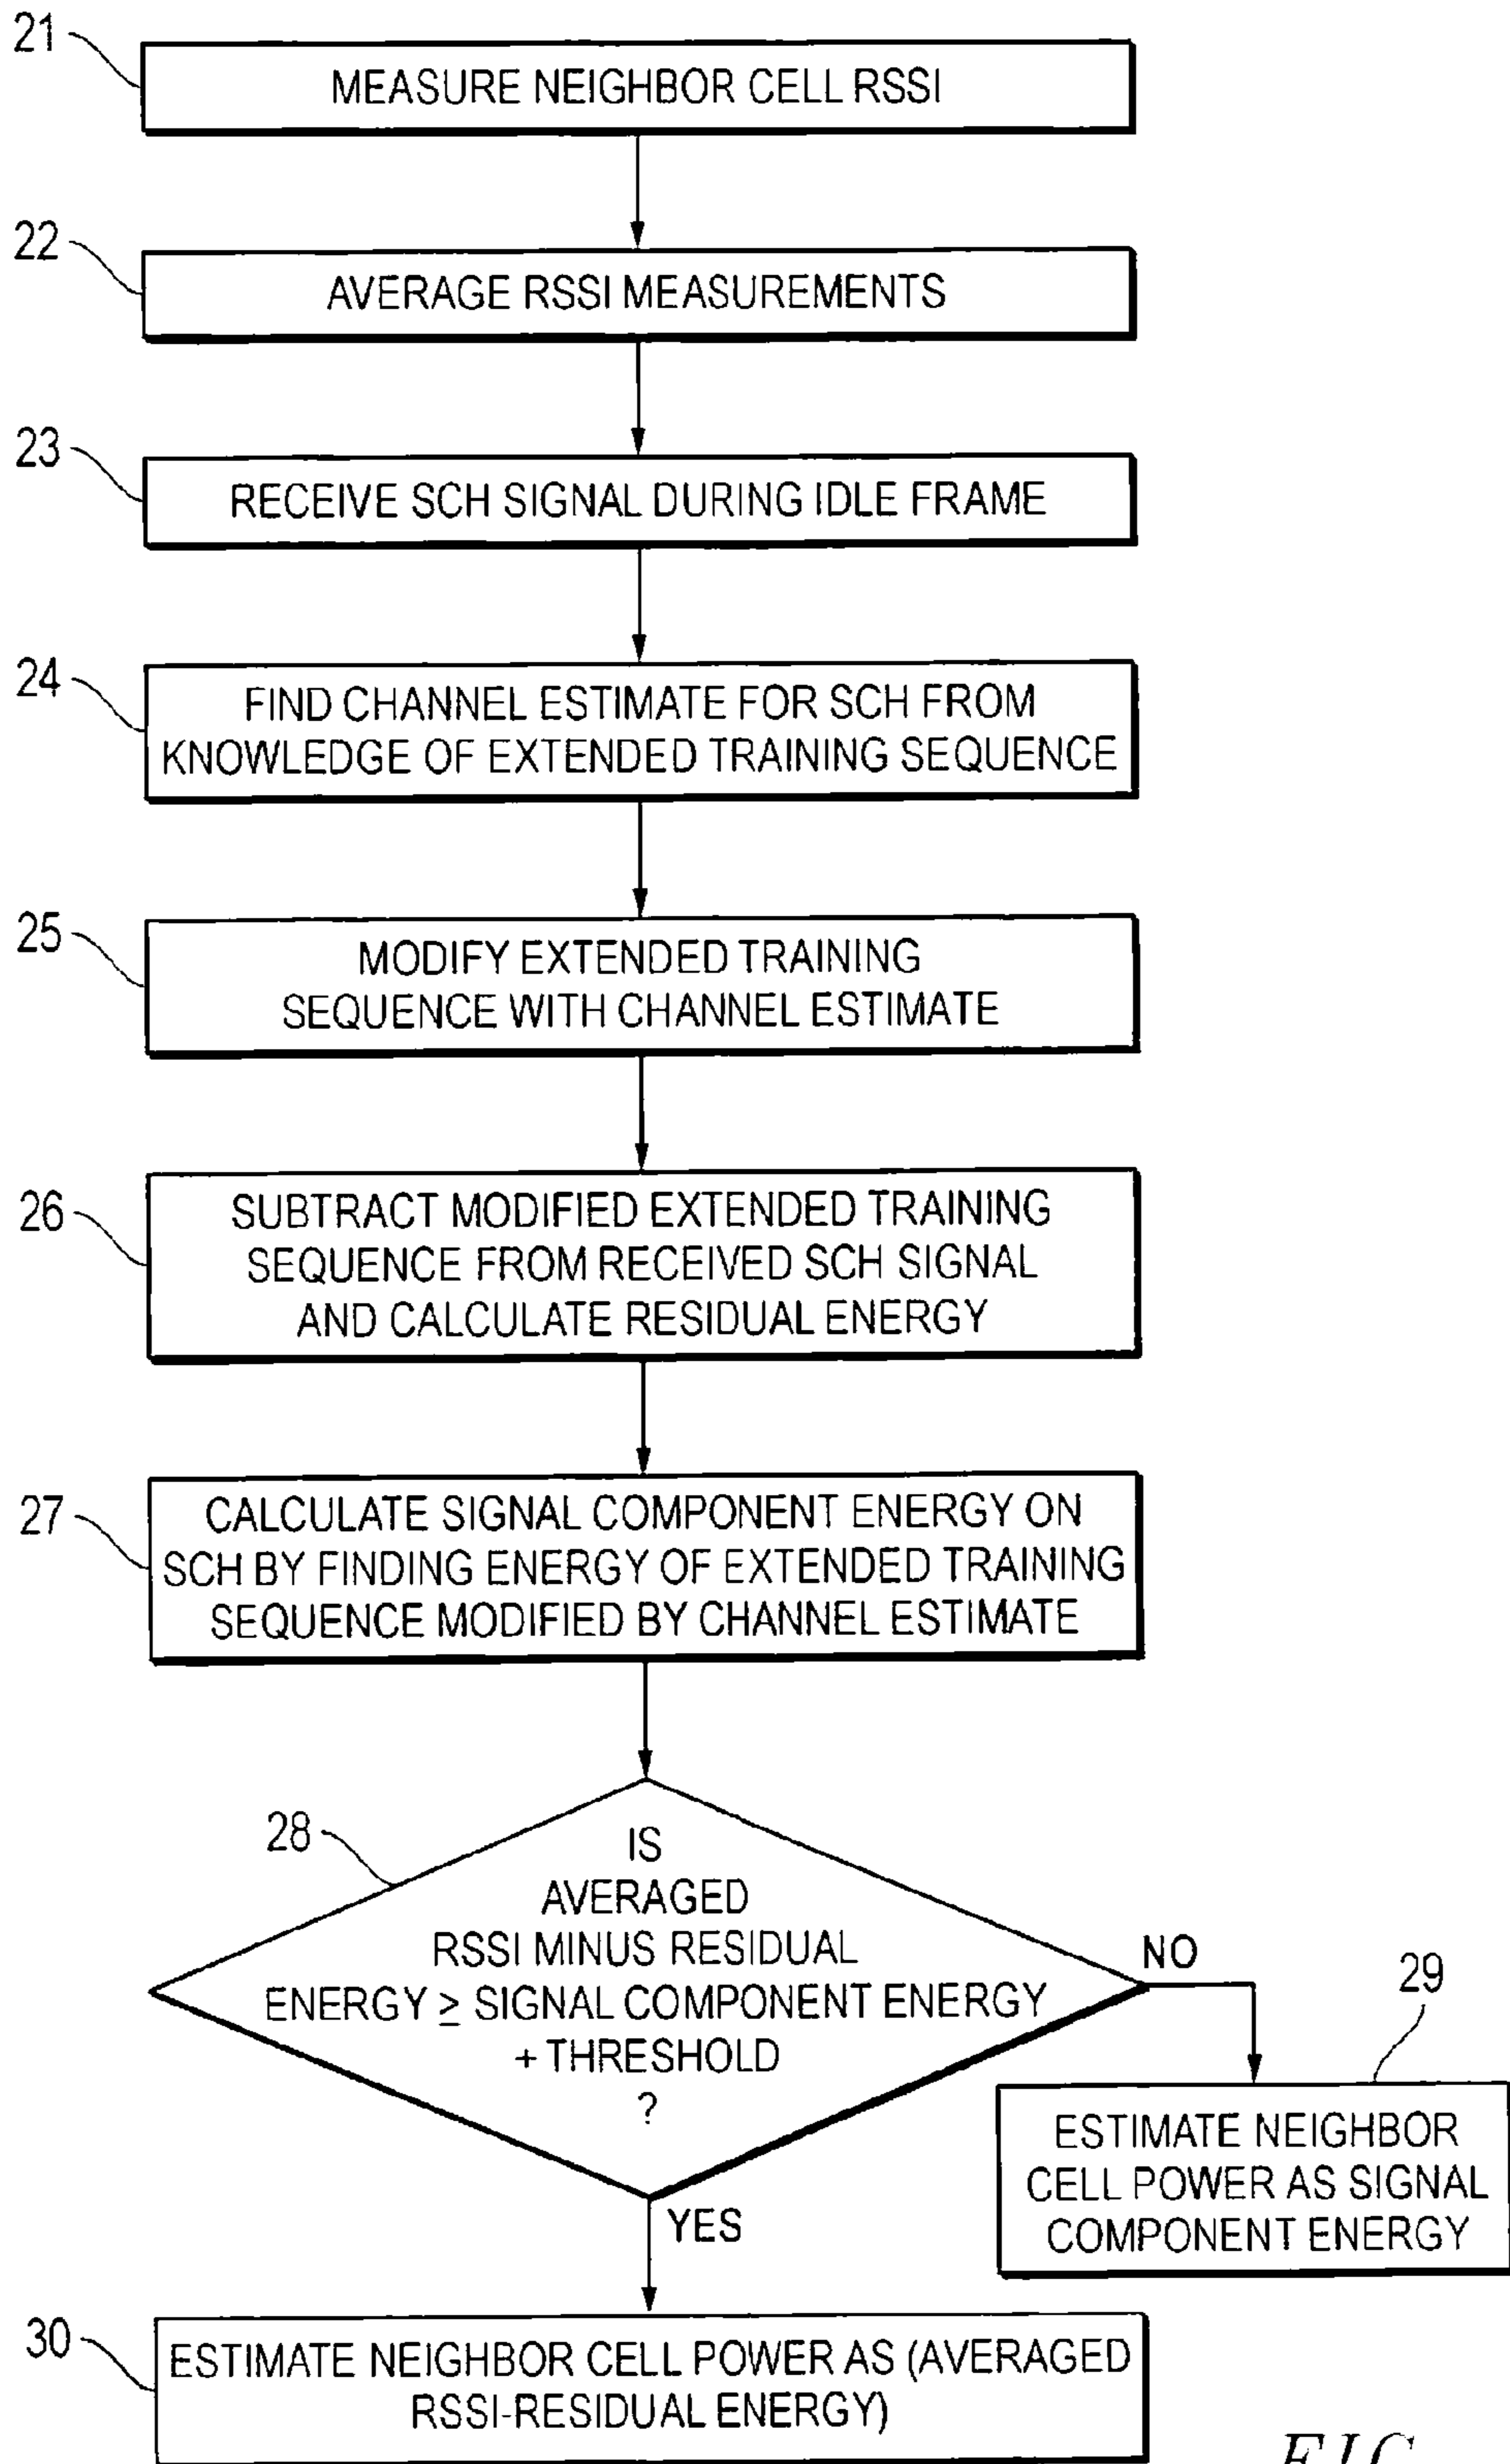 21
MEASURE NEIGHBOR CELL RSSI
22
AVERAGE RSSI MEASUREMENTS
23
RECEIVE SCH SIGNAL DURING IDLE FRAME
24
FIND CHANNEL ESTIMATE FOR SCH FROM
KNOWLEDGE OF EXTENDED TRAINING SEQUENCE
25
MODIFY EXTENDED TRAINING
SEQUENCE WITH CHANNEL ESTIMATE
26
SUBTRACT MODIFIED EXTENDED TRAINING
SEQUENCE FROM RECEIVED SCH SIGNAL
AND CALCULATE RESIDUAL ENERGY
27
CALCULATE SIGNAL COMPONENT ENERGY ON
SCH BY FINDING ENERGY OF EXTENDED TRAINING
SEQUENCE MODIFIED BY CHANNEL ESTIMATE
28
IS
AVERAGED
RSSI MINUS RESIDUAL
ENERGY ≥ SIGNAL COMPONENT ENERGY
+ THRESHOLD
?
NO
29
ESTIMATE NEIGHBOR
CELL POWER AS SIGNAL
COMPONENT ENERGY
YES
30
ESTIMATE NEIGHBOR CELL POWER AS (AVERAGED
RSSI-RESIDUAL ENERGY)